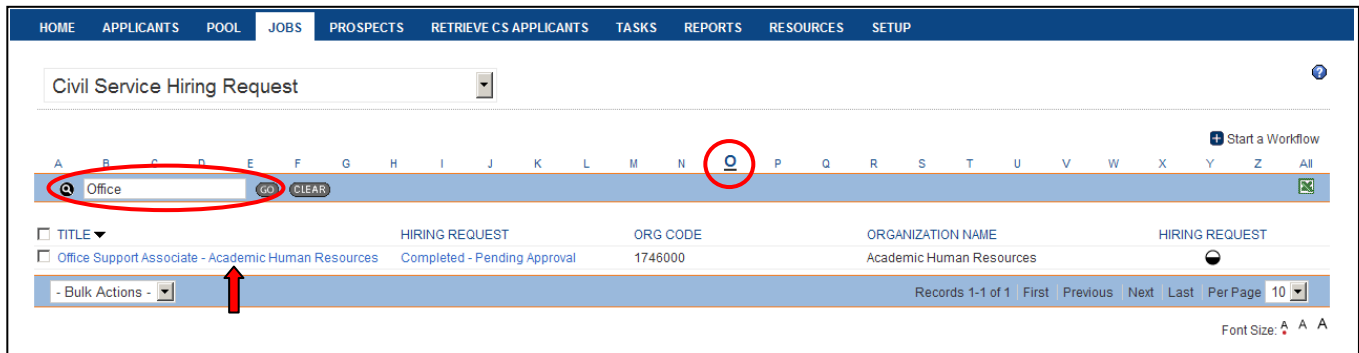 HOME APPLICANTS POOL JOBS PROSPECTS RETRIEVE CS APPLICANTS TASKS REPORTS RESOURCES SETUP
Civil Service Hiring Request
?
+ Start a Workflow
A B C D E F G H I J K L M N O P Q R S T U V W X Y Z All
Office GO CLEAR
TITLE HIRING REQUEST ORG CODE ORGANIZATION NAME HIRING REQUEST
Office Support Associate - Academic Human Resources Completed - Pending Approval 1746000 Academic Human Resources
- Bulk Actions - Records 1-1 of 1 | First | Previous | Next | Last | Per Page 10
Font Size: A A A